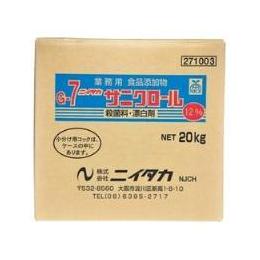 271003
業務用 食品添加物
G-7 ニイタカ サニクロール
殺菌料・漂白剤
12%
NET 20kg
小分け用コックは、
ケースの中に
あります。
株式会社 ニイタカ NJCH
〒532-8560 大阪市淀川区新高1-8-10
TEL(06)6395-2717